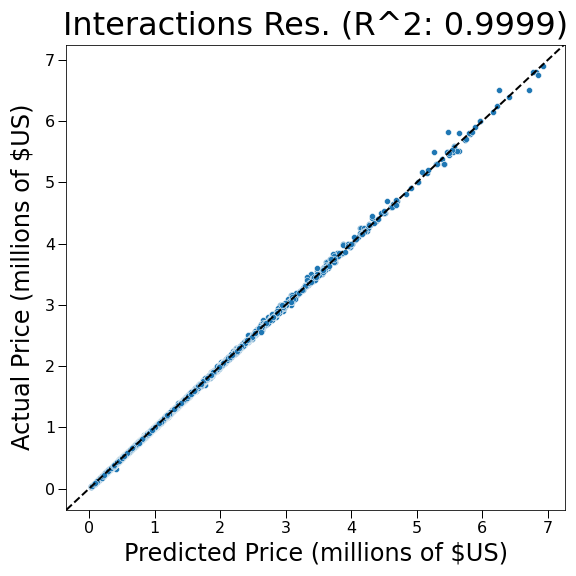 Interactions Res. (R^2: 0.9999)
Actual Price (millions of $US)
7
6
5
4
3
2
1
0
0 1 2 3 4 5 6 7
Predicted Price (millions of $US)